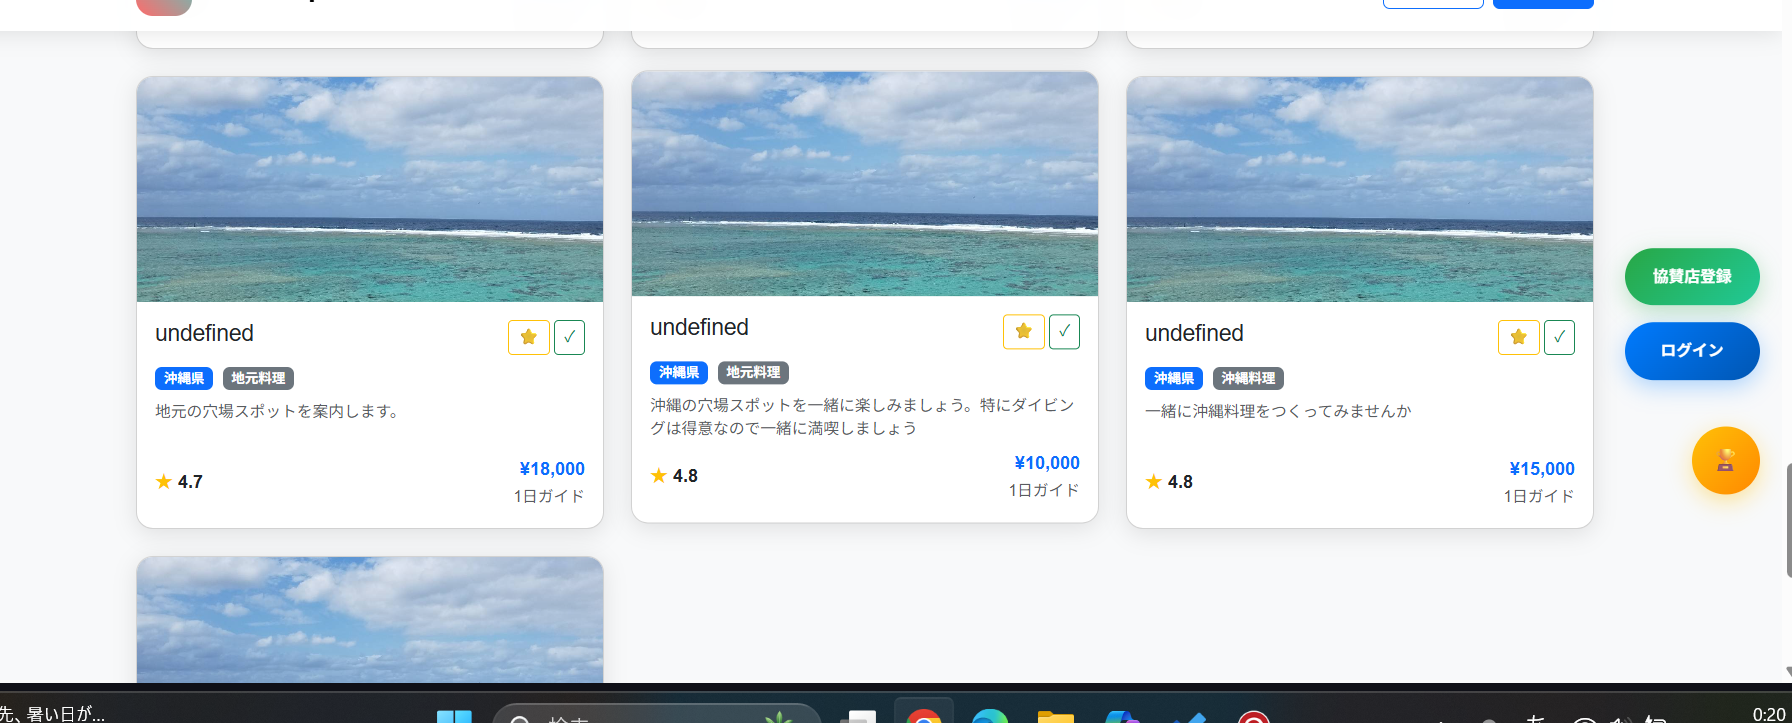 undefined
沖縄県 地元料理
地元の穴場スポットを案内します。
★ 4.7
¥18,000
1日ガイド
undefined
沖縄県 地元料理
沖縄の穴場スポットを一緒に楽しみましょう。特にダイビン
グは得意なので一緒に満喫しましょう
★ 4.8
¥10,000
1日ガイド
undefined
沖縄県 沖縄料理
一緒に沖縄料理をつくってみませんか
★ 4.8
¥15,000
1日ガイド
協賛店登録
ログイン
先、暑い日が...
検索
0:20